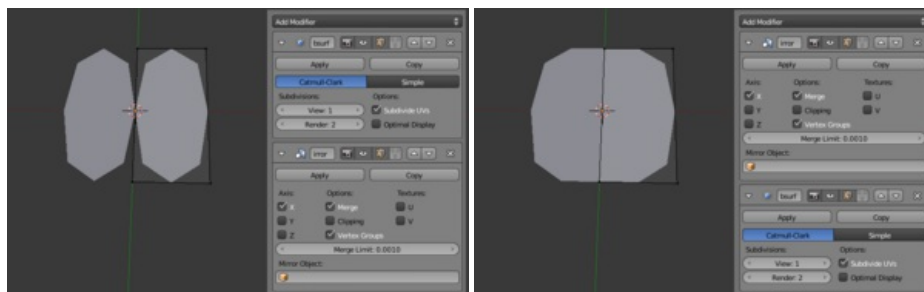 Add Modifier
bsurf
Apply Copy
Catmull-Clark Simple
Subdivisions: Options:
View: 1 Subdivide UVs
Render: 2 Optimal Display
irror
Apply Copy
Axis: Options: Textures:
X Merge U
Y Clipping V
Z Vertex Groups
Merge Limit: 0.0010
Mirror Object:
Add Modifier
irror
Apply Copy
Axis: Options: Textures:
X Merge U
Y Clipping V
Z Vertex Groups
Merge Limit: 0.0010
Mirror Object:
bsurf
Apply Copy
Catmull-Clark Simple
Subdivisions: Options:
View: 1 Subdivide UVs
Render: 2 Optimal Display